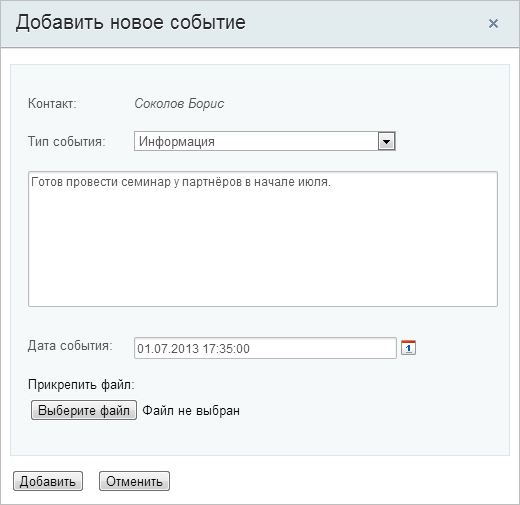 Добавить новое событие
Контакт: Соколов Борис
Тип события: Информация
Готов провести семинар у партнёров в начале июля.
Дата события: 01.07.2013 17:35:00 1
Прикрепить файл:
Выберите файл Файл не выбран
Добавить Отменить